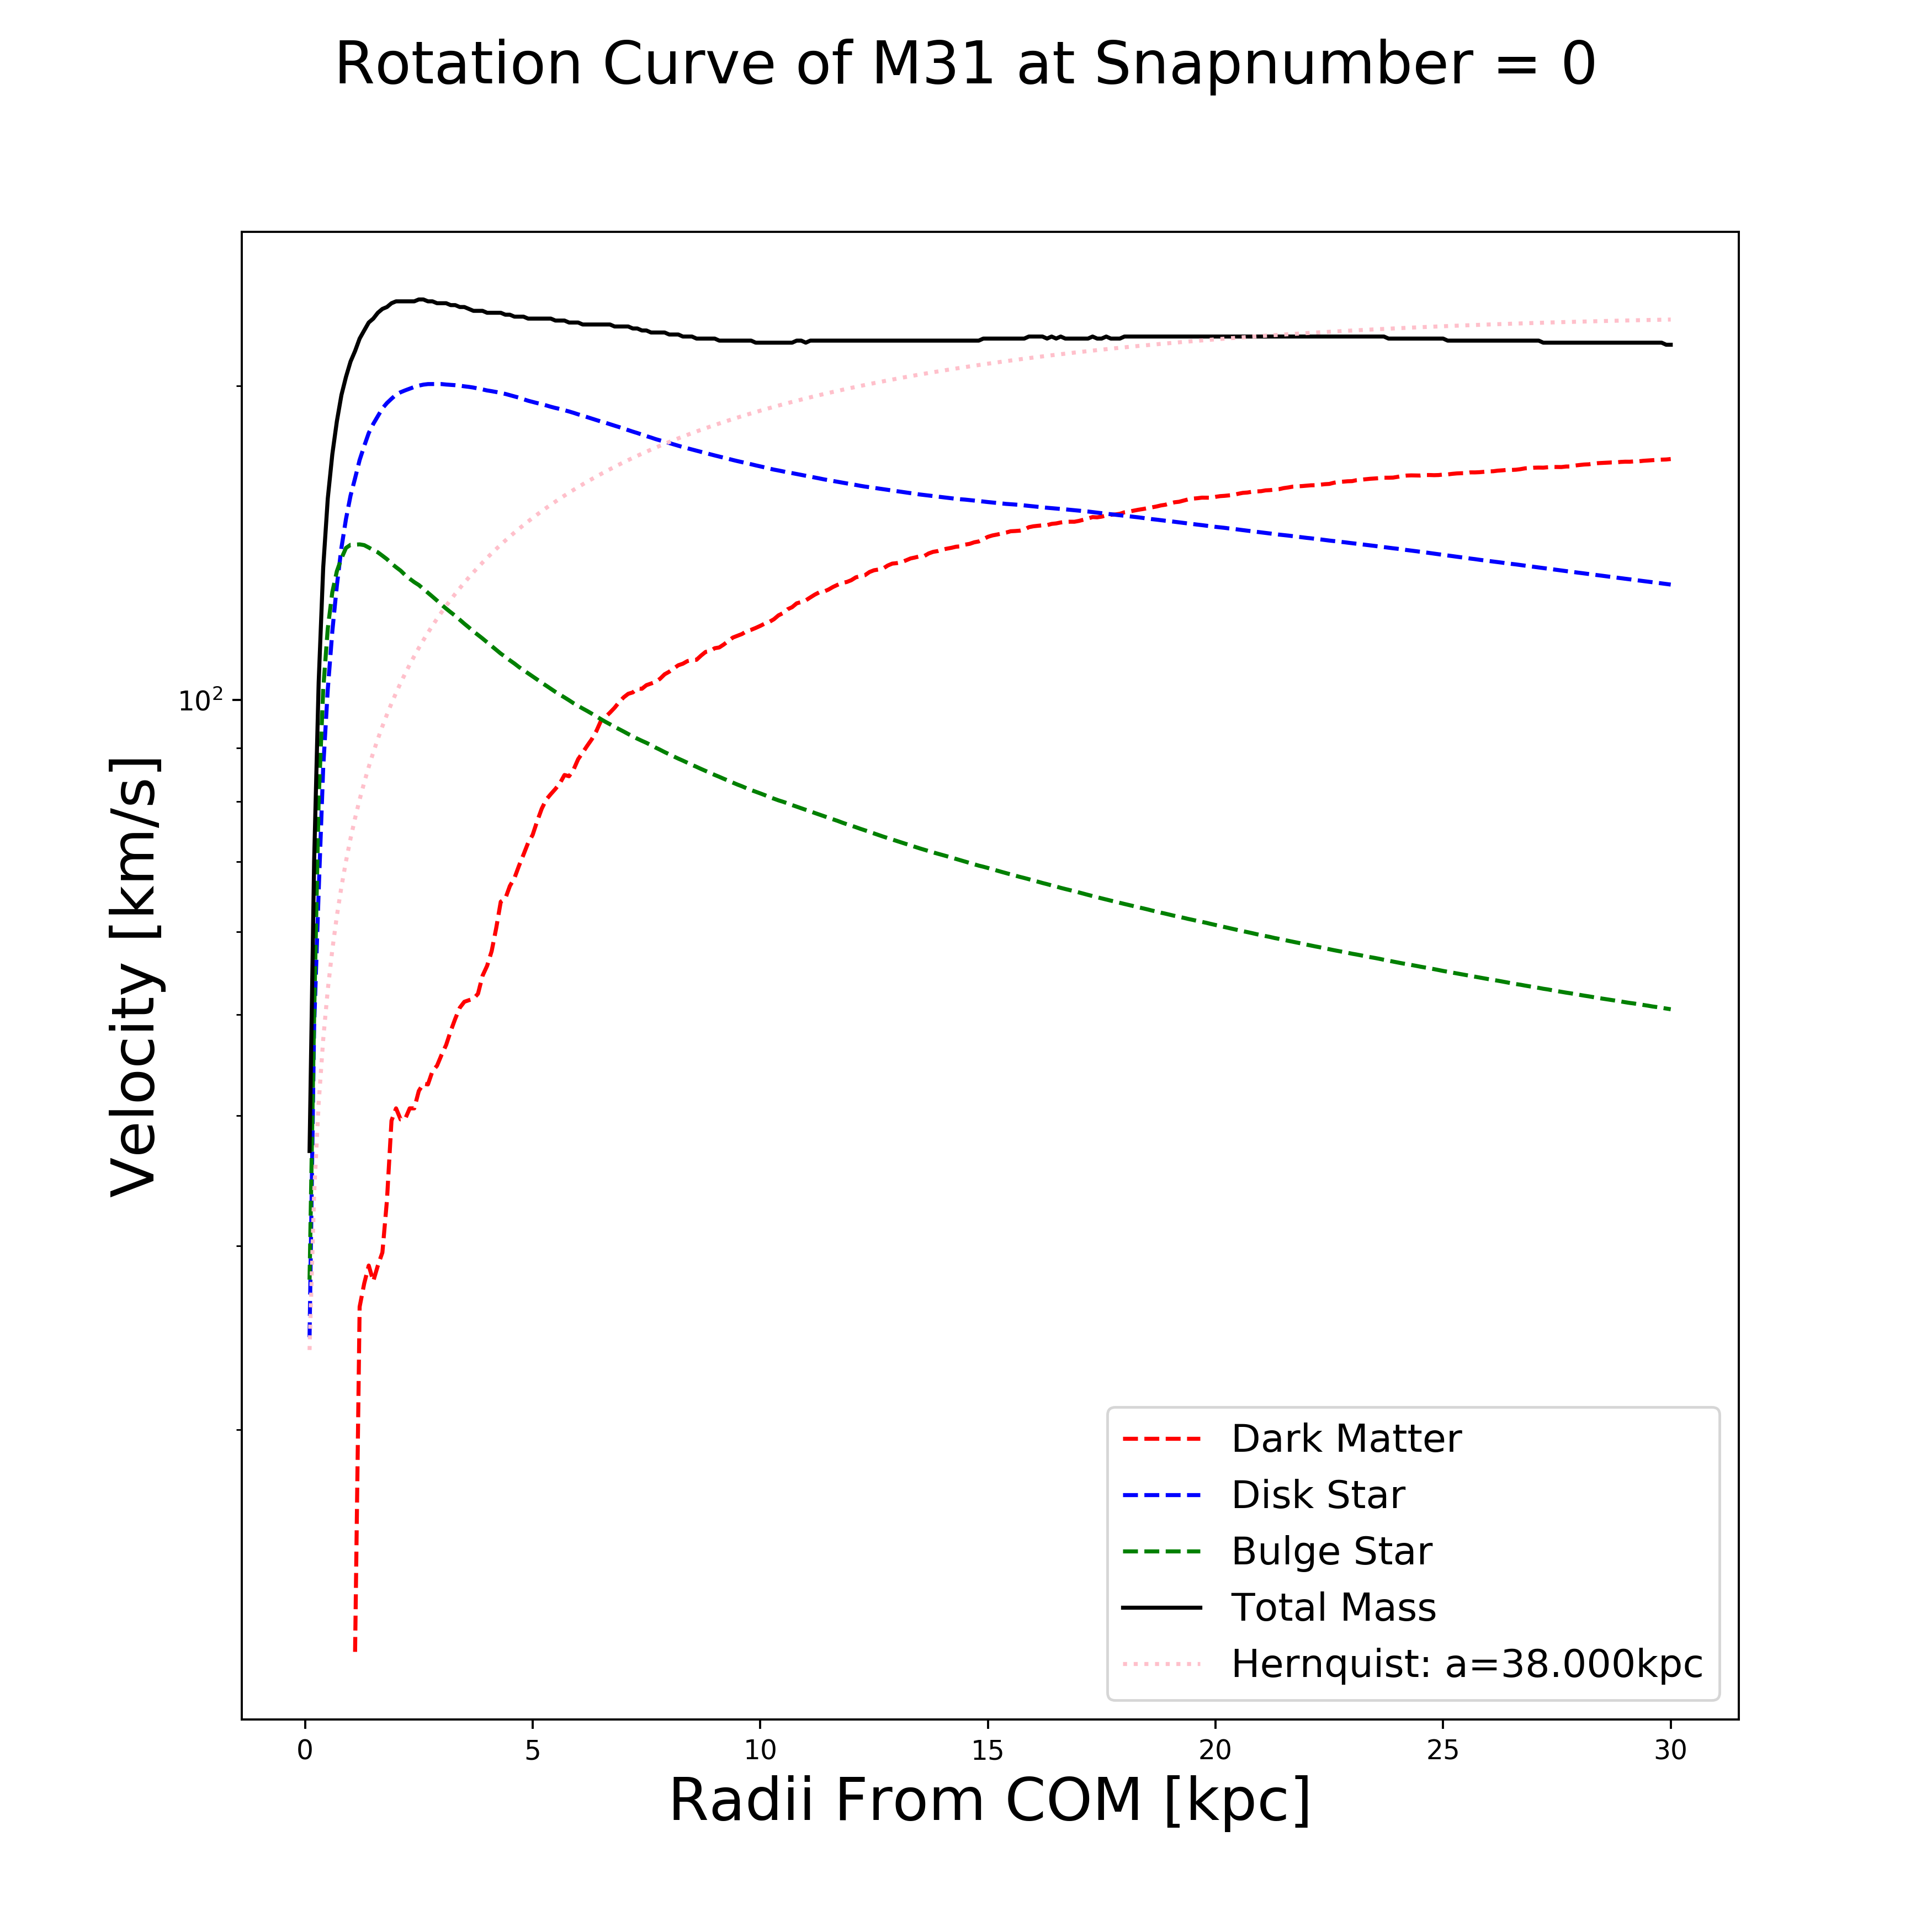 Rotation Curve of M31 at Snapnumber = 0
Velocity [km/s]
10²
0 5 10 15 20 25 30
Radii From COM [kpc]
Dark Matter
Disk Star
Bulge Star
Total Mass
Hernquist: a=38.000kpc